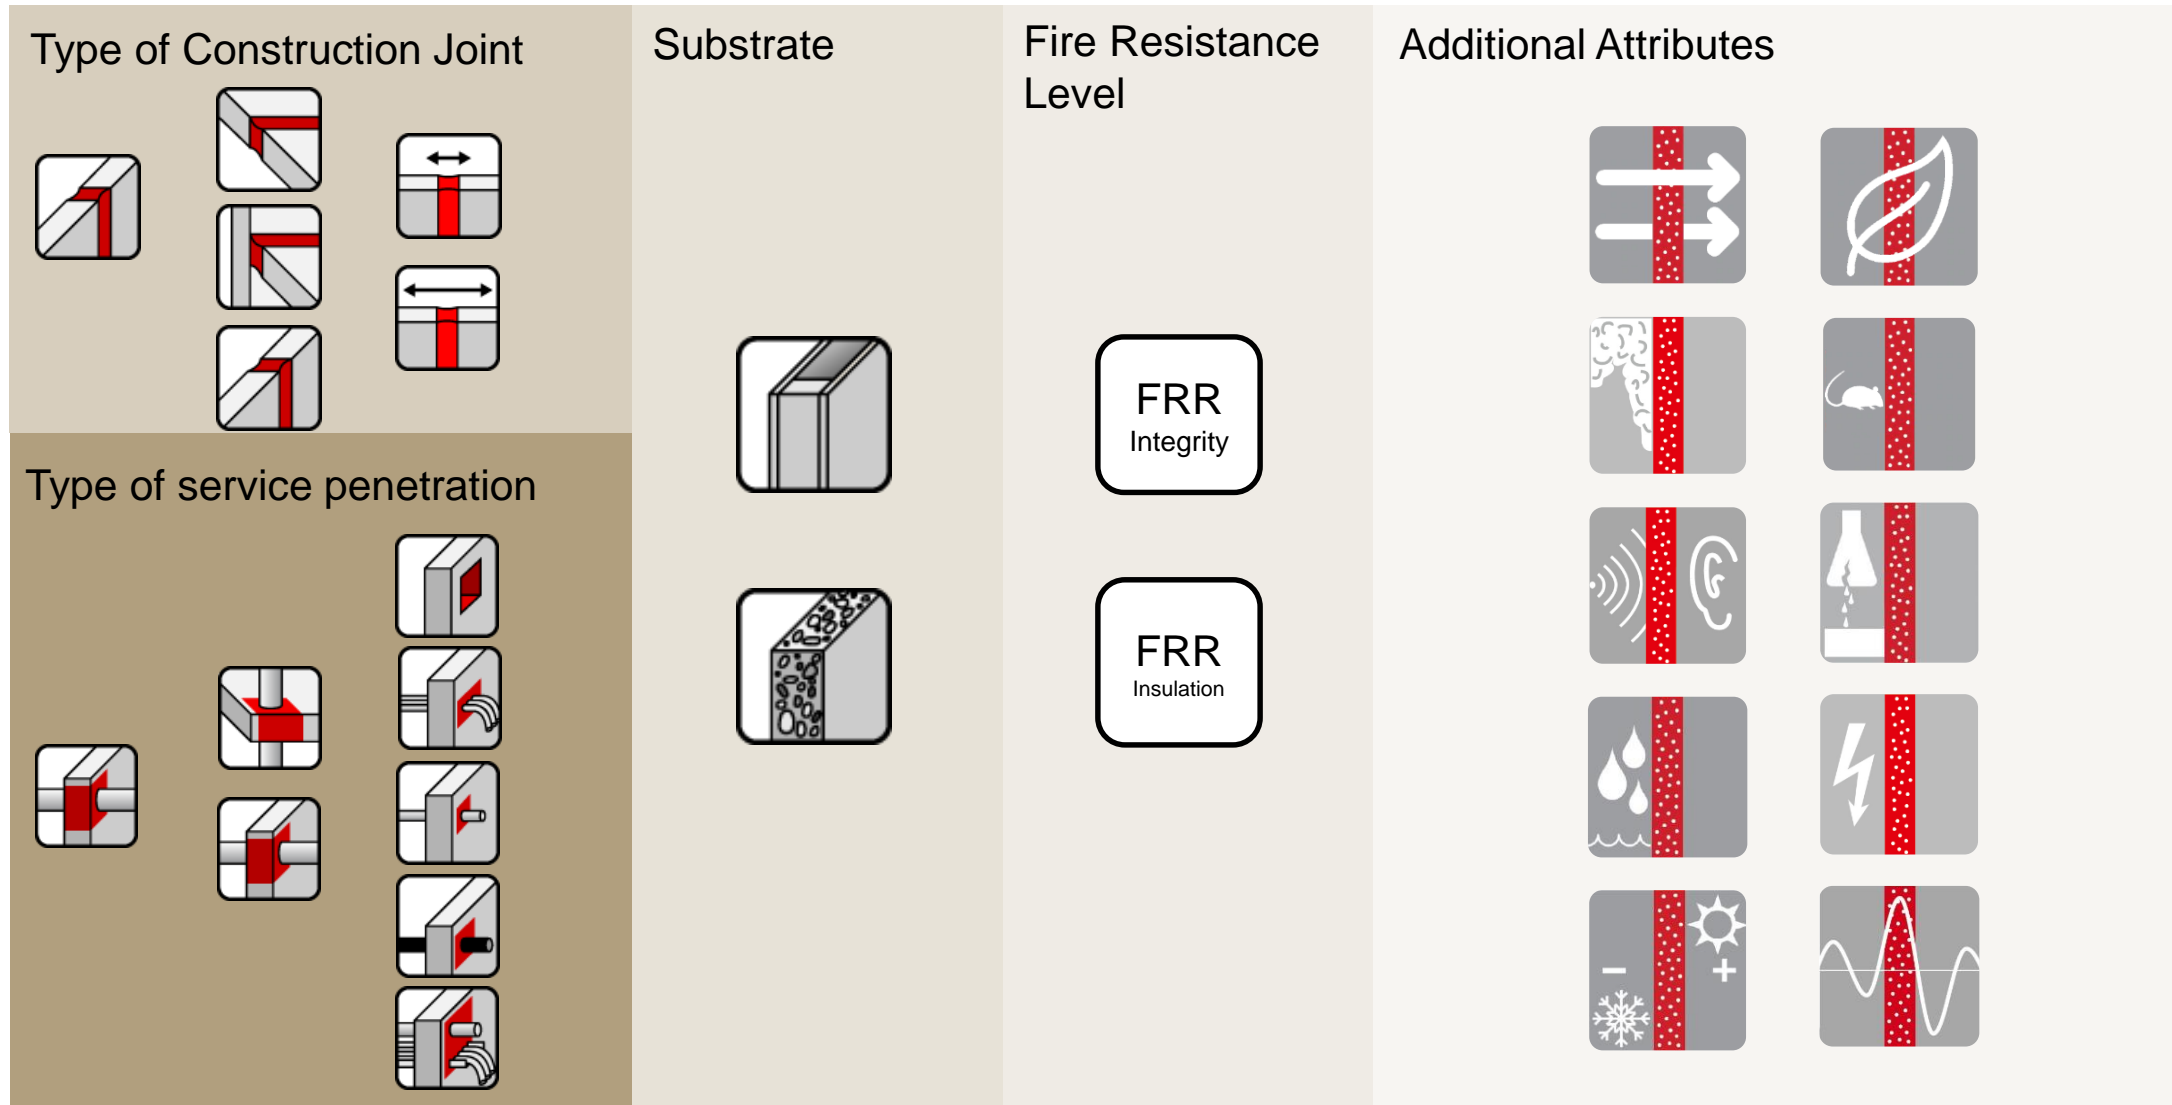 Type of Construction Joint
Substrate
Fire Resistance
Level
Additional Attributes
FRR
Integrity
Type of service penetration
FRR
Insulation